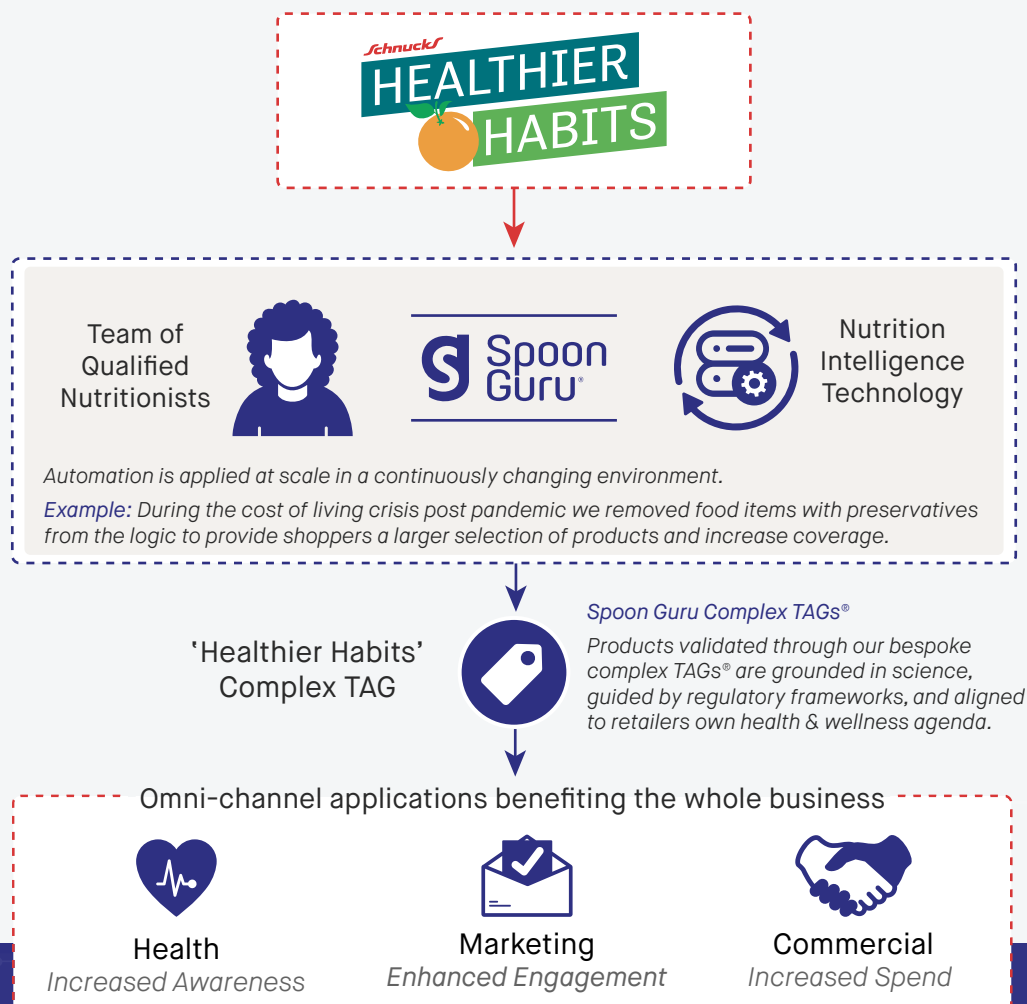 Schnucks
HEALTHIER
HABITS
Team of
Qualified
Nutritionists
Spoon
Guru®
Nutrition
Intelligence
Technology
Automation is applied at scale in a continuously changing environment.
Example: During the cost of living crisis post pandemic we removed food items with preservatives
from the logic to provide shoppers a larger selection of products and increase coverage.
'Healthier Habits'
Complex TAG
Spoon Guru Complex TAGs®
Products validated through our bespoke
complex TAGs® are grounded in science,
guided by regulatory frameworks, and aligned
to retailers own health & wellness agenda.
Omni-channel applications benefiting the whole business
Health
Increased Awareness
Marketing
Enhanced Engagement
Commercial
Increased Spend